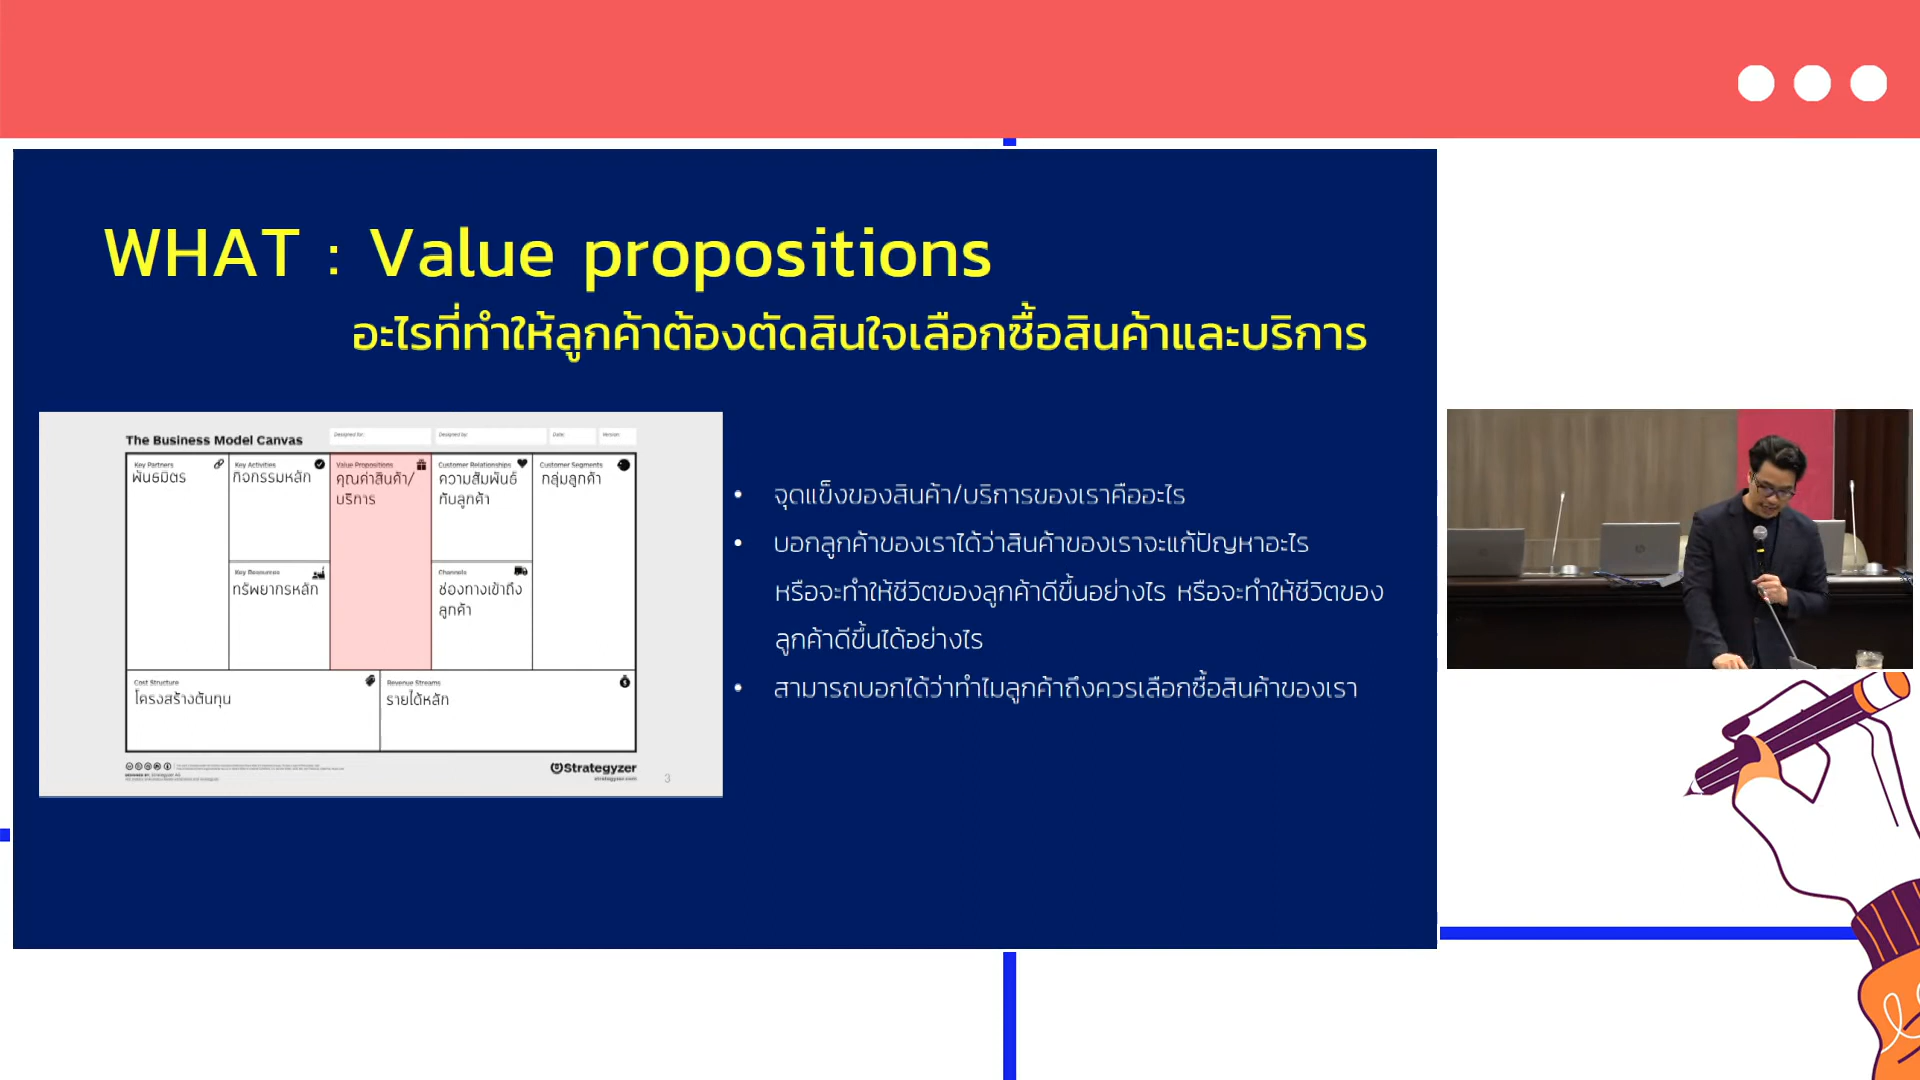 WHAT : Value propositions
อะไรที่ทำให้ลูกค้าต้องตัดสินใจเลือกซื้อสินค้าและบริการ
The Business Model Canvas
Designed for:
Designed by:
Date:
Version:
Key Partners
พันธมิตร
Key Activities
กิจกรรมหลัก
Value Propositions
คุณค่าสินค้า/
บริการ
Customer Relationships
ความสัมพันธ์
กับลูกค้า
Customer Segments
กลุ่มลูกค้า
Key Resources
ทรัพยากรหลัก
Channels
ช่องทางเข้าถึง
ลูกค้า
Cost Structure
โครงสร้างต้นทุน
Revenue Streams
รายได้หลัก
Strategyzer
strategyzer.com
3
• จุดแข็งของสินค้า/บริการของเราคืออะไร
• บอกลูกค้าของเราได้ว่าสินค้าของเราจะแก้ปัญหาอะไร
หรือจะทำให้ชีวิตของลูกค้าดีขึ้นอย่างไร หรือจะทำให้ชีวิตของ
ลูกค้าดีขึ้นได้อย่างไร
• สามารถบอกได้ว่าทำไมลูกค้าถึงควรเลือกซื้อสินค้าของเรา